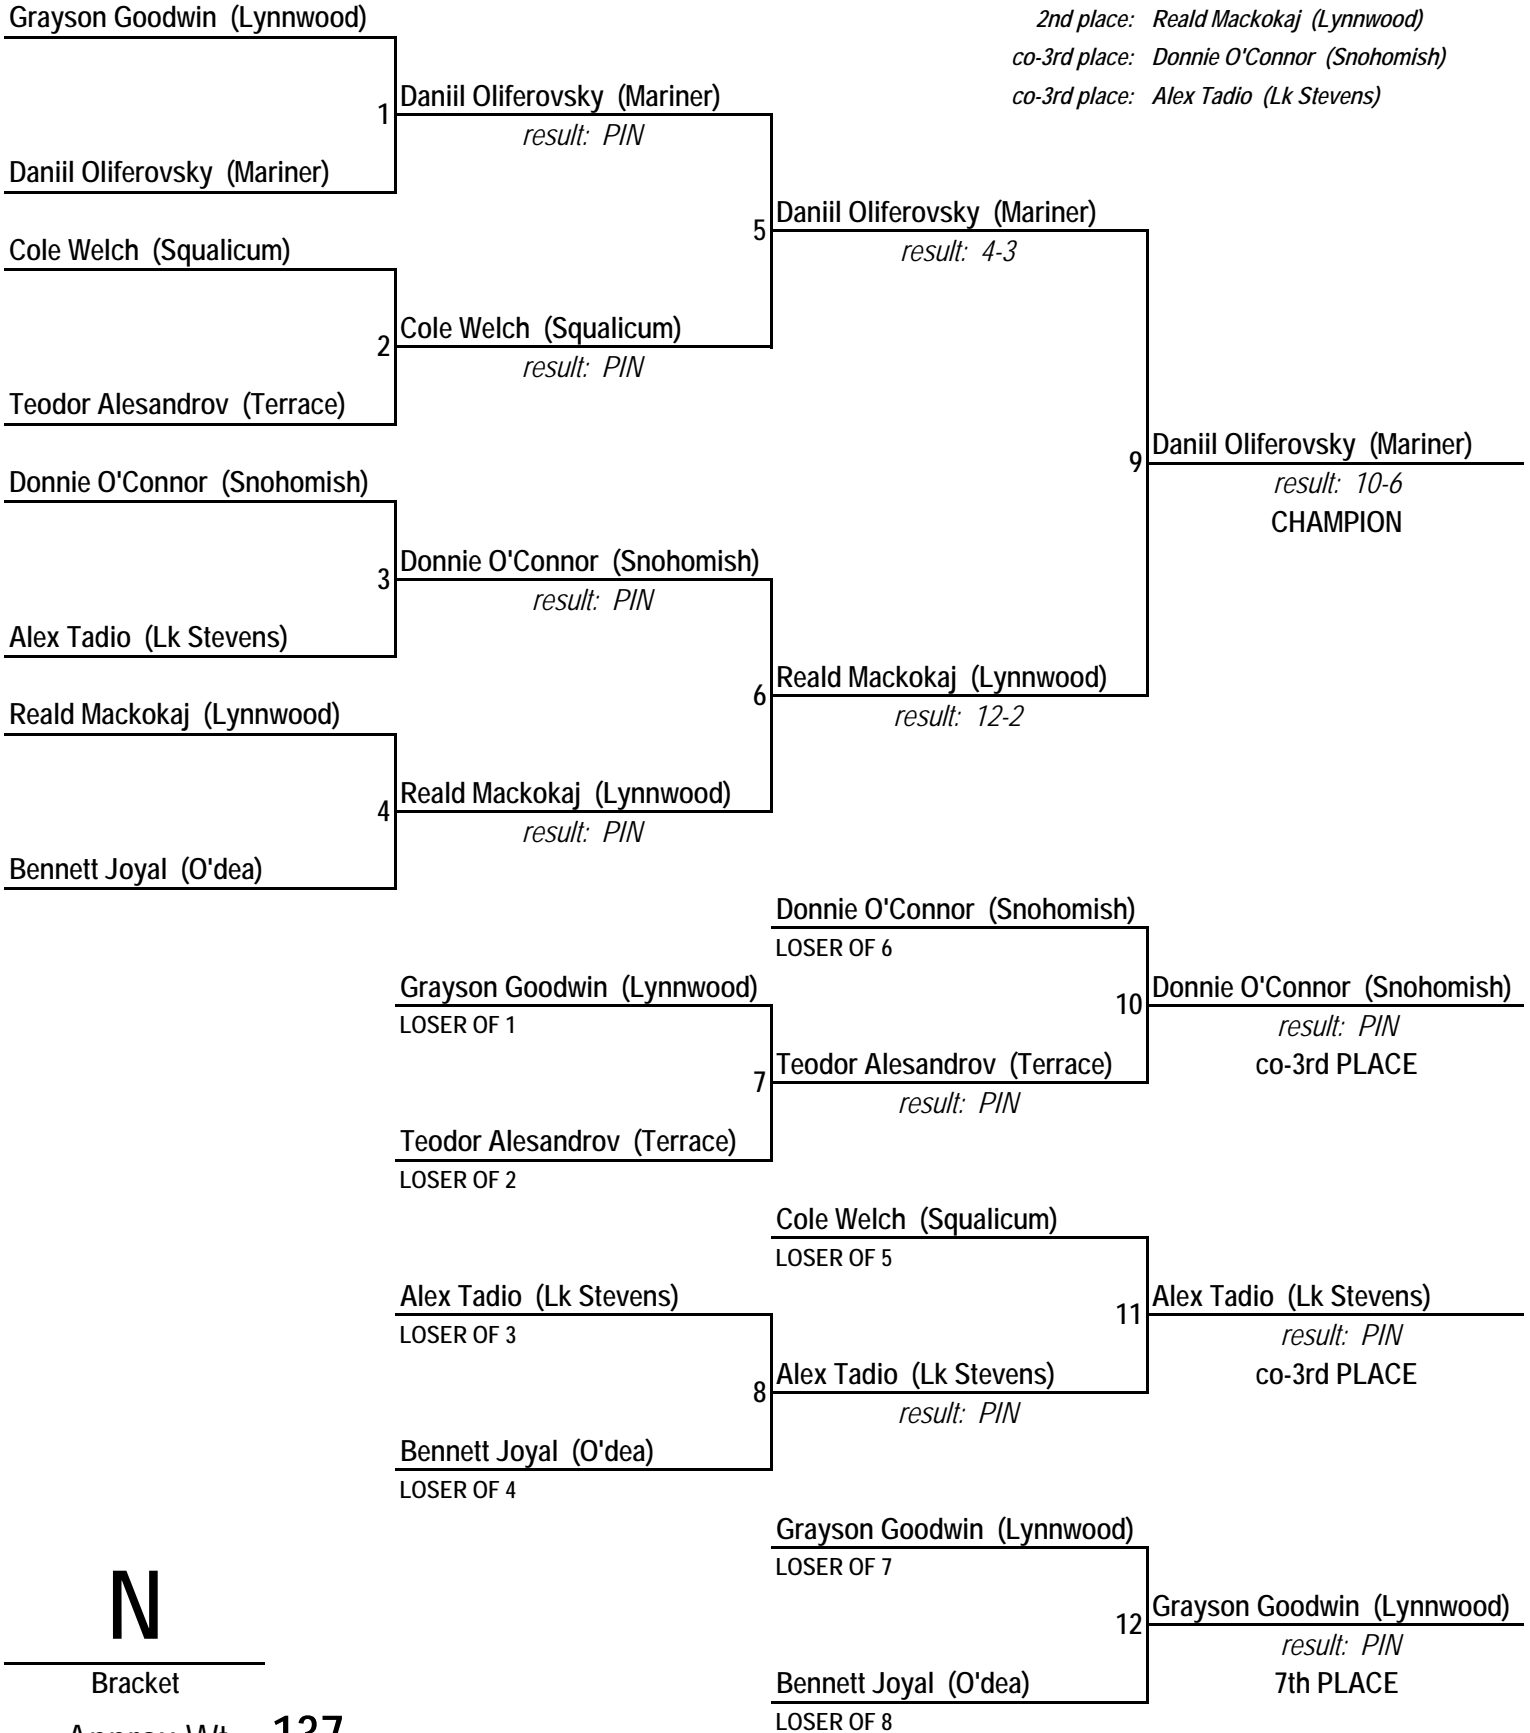 Grayson Goodwin (Lynnwood)
2nd place: Reald Mackokaj (Lynnwood)
co-3rd place: Donnie O'Connor (Snohomish)
co-3rd place: Alex Tadio (Lk Stevens)
1
Daniil Oliferovsky (Mariner)
result: PIN
Daniil Oliferovsky (Mariner)
5
Daniil Oliferovsky (Mariner)
result: 4-3
Cole Welch (Squalicum)
2
Cole Welch (Squalicum)
result: PIN
Teodor Alesandrov (Terrace)
9
Daniil Oliferovsky (Mariner)
result: 10-6
CHAMPION
Donnie O'Connor (Snohomish)
3
Donnie O'Connor (Snohomish)
result: PIN
Alex Tadio (Lk Stevens)
6
Reald Mackokaj (Lynnwood)
result: 12-2
Reald Mackokaj (Lynnwood)
4
Reald Mackokaj (Lynnwood)
result: PIN
Bennett Joyal (O'dea)
Donnie O'Connor (Snohomish)
LOSER OF 6
Grayson Goodwin (Lynnwood)
LOSER OF 1
10
Donnie O'Connor (Snohomish)
result: PIN
co-3rd PLACE
7
Teodor Alesandrov (Terrace)
result: PIN
Teodor Alesandrov (Terrace)
LOSER OF 2
Cole Welch (Squalicum)
LOSER OF 5
Alex Tadio (Lk Stevens)
LOSER OF 3
11
Alex Tadio (Lk Stevens)
result: PIN
co-3rd PLACE
8
Alex Tadio (Lk Stevens)
result: PIN
Bennett Joyal (O'dea)
LOSER OF 4
Grayson Goodwin (Lynnwood)
LOSER OF 7
12
Grayson Goodwin (Lynnwood)
result: PIN
7th PLACE
Bennett Joyal (O'dea)
LOSER OF 8
N
Bracket
Approx Wt 137